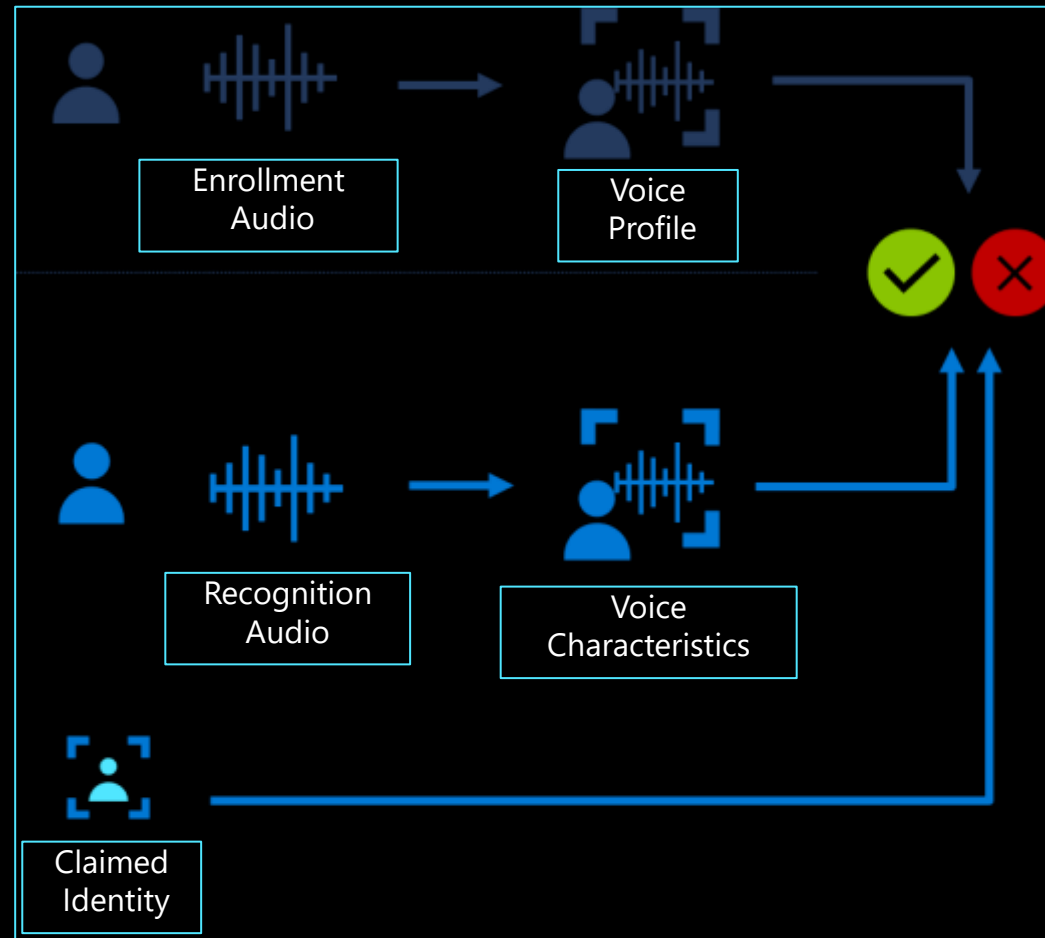 Enrollment
Audio
Voice
Profile
Recognition
Audio
Voice
Characteristics
Claimed
Identity